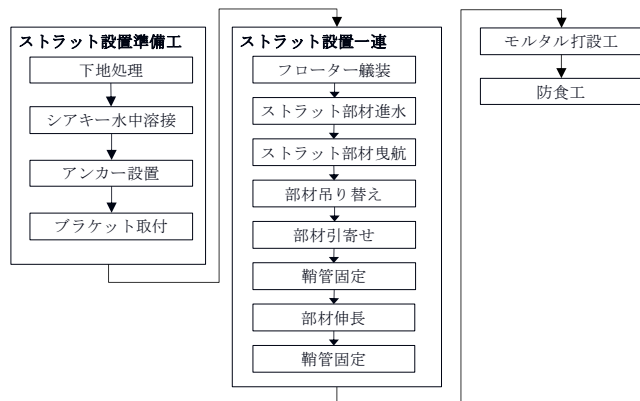 ストラット設置準備工
下地処理
シアキー水中溶接
アンカー設置
ブラケット取付
ストラット設置一連
フローター艤装
ストラット部材進水
ストラット部材曳航
部材吊り替え
部材引寄せ
鞘管固定
部材伸長
鞘管固定
モルタル打設工
防食工